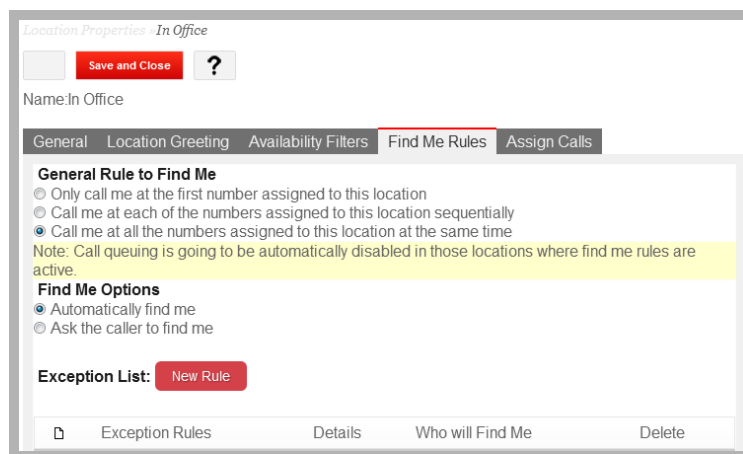 Location Properties »In Office
Save and Close ?
Name:In Office
General Location Greeting Availability Filters Find Me Rules Assign Calls
General Rule to Find Me
Only call me at the first number assigned to this location
Call me at each of the numbers assigned to this location sequentially
Call me at all the numbers assigned to this location at the same time
Note: Call queuing is going to be automatically disabled in those locations where find me rules are
active.
Find Me Options
Automatically find me
Ask the caller to find me
Exception List: New Rule
Exception Rules Details Who will Find Me Delete